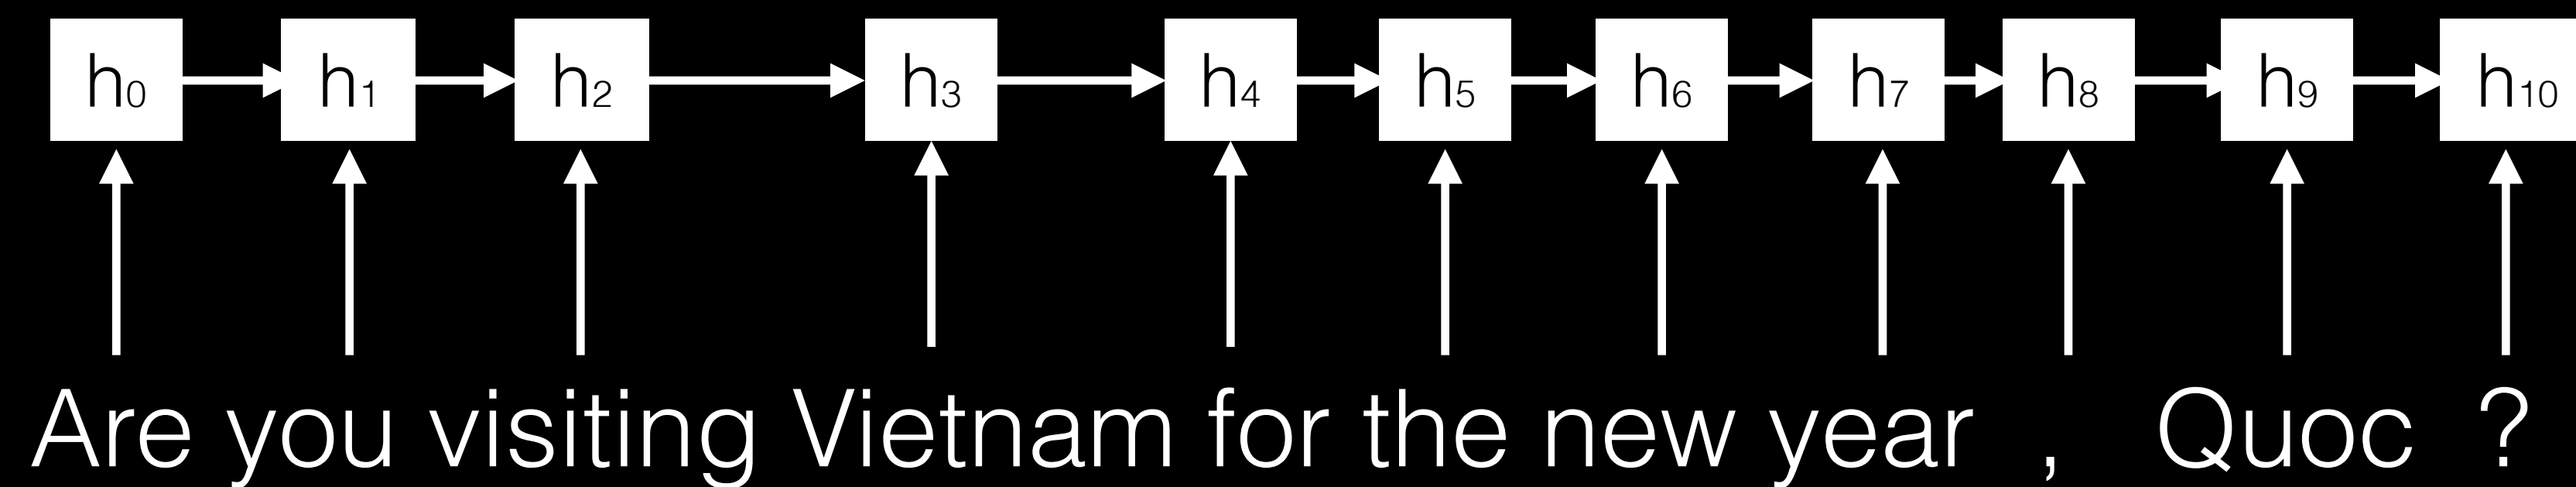 h0 h1 h2 h3 h4 h5 h6 h7 h8 h9 h10
Are you visiting Vietnam for the new year , Quoc ?